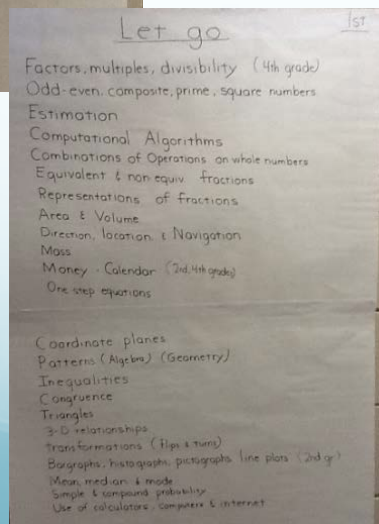 Let go
1st
Factors, multiples, divisibility (4th grade)
Odd-even, composite, prime, square numbers
Estimation
Computational Algorithms
Combinations of Operations on whole numbers
Equivalent & non equiv. fractions
Representations of fractions
Area & Volume
Direction, location, & Navigation
Mass
Money - Calendar (2nd, 4th grades)
One step equations
Coordinate planes
Patterns (Algebra) (Geometry)
Inequalities
Congruence
Triangles
3-D relationships
Transformations (flips & turns)
Bargraphs, histographs, pictographs, line plots (2nd gr)
Mean, median & mode
Simple & compound probability
Use of calculators, computers & internet